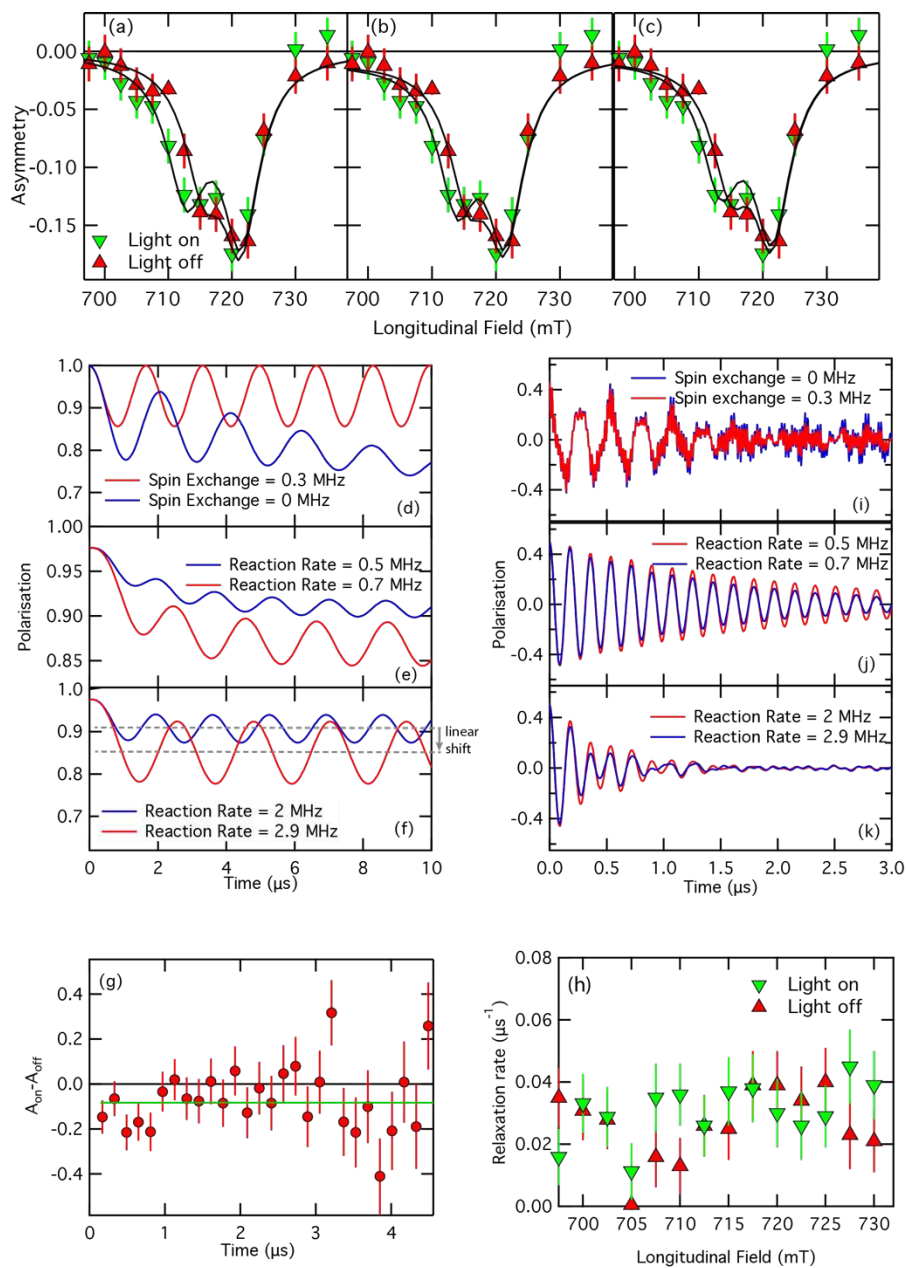 (a) (b) (c)
0.00
-0.05
-0.10
-0.15
Asymmetry
Light on
Light off
700 710 720 730 700 710 720 730 700 710 720 730
Longitudinal Field (mT)
1.0
0.9
0.8
0.7
Spin Exchange = 0.3 MHz
Spin Exchange = 0 MHz
(d)
1.00
0.95
0.90
0.85
Polarisation
Reaction Rate = 0.5 MHz
Reaction Rate = 0.7 MHz
(e)
1.0
0.9
0.8
0.7
linear
shift
Reaction Rate = 2 MHz
Reaction Rate = 2.9 MHz
(f)
0 2 4 6 8 10
Time (µs)
Spin exchange = 0 MHz
Spin exchange = 0.3 MHz
0.4
0.0
-0.4
(i)
Reaction Rate = 0.5 MHz
Reaction Rate = 0.7 MHz
0.4
0.0
-0.4
Polarisation
(j)
Reaction Rate = 2 MHz
Reaction Rate = 2.9 MHz
0.4
0.0
-0.4
(k)
0.0 0.5 1.0 1.5 2.0 2.5 3.0
Time (µs)
(g)
0.4
0.2
0.0
-0.2
-0.4
Aon-Aoff
0 1 2 3 4
Time (µs)
(h)
Light on
Light off
0.08
0.06
0.04
0.02
0.00
Relaxation rate (µs-1)
700 705 710 715 720 725 730
Longitudinal Field (mT)